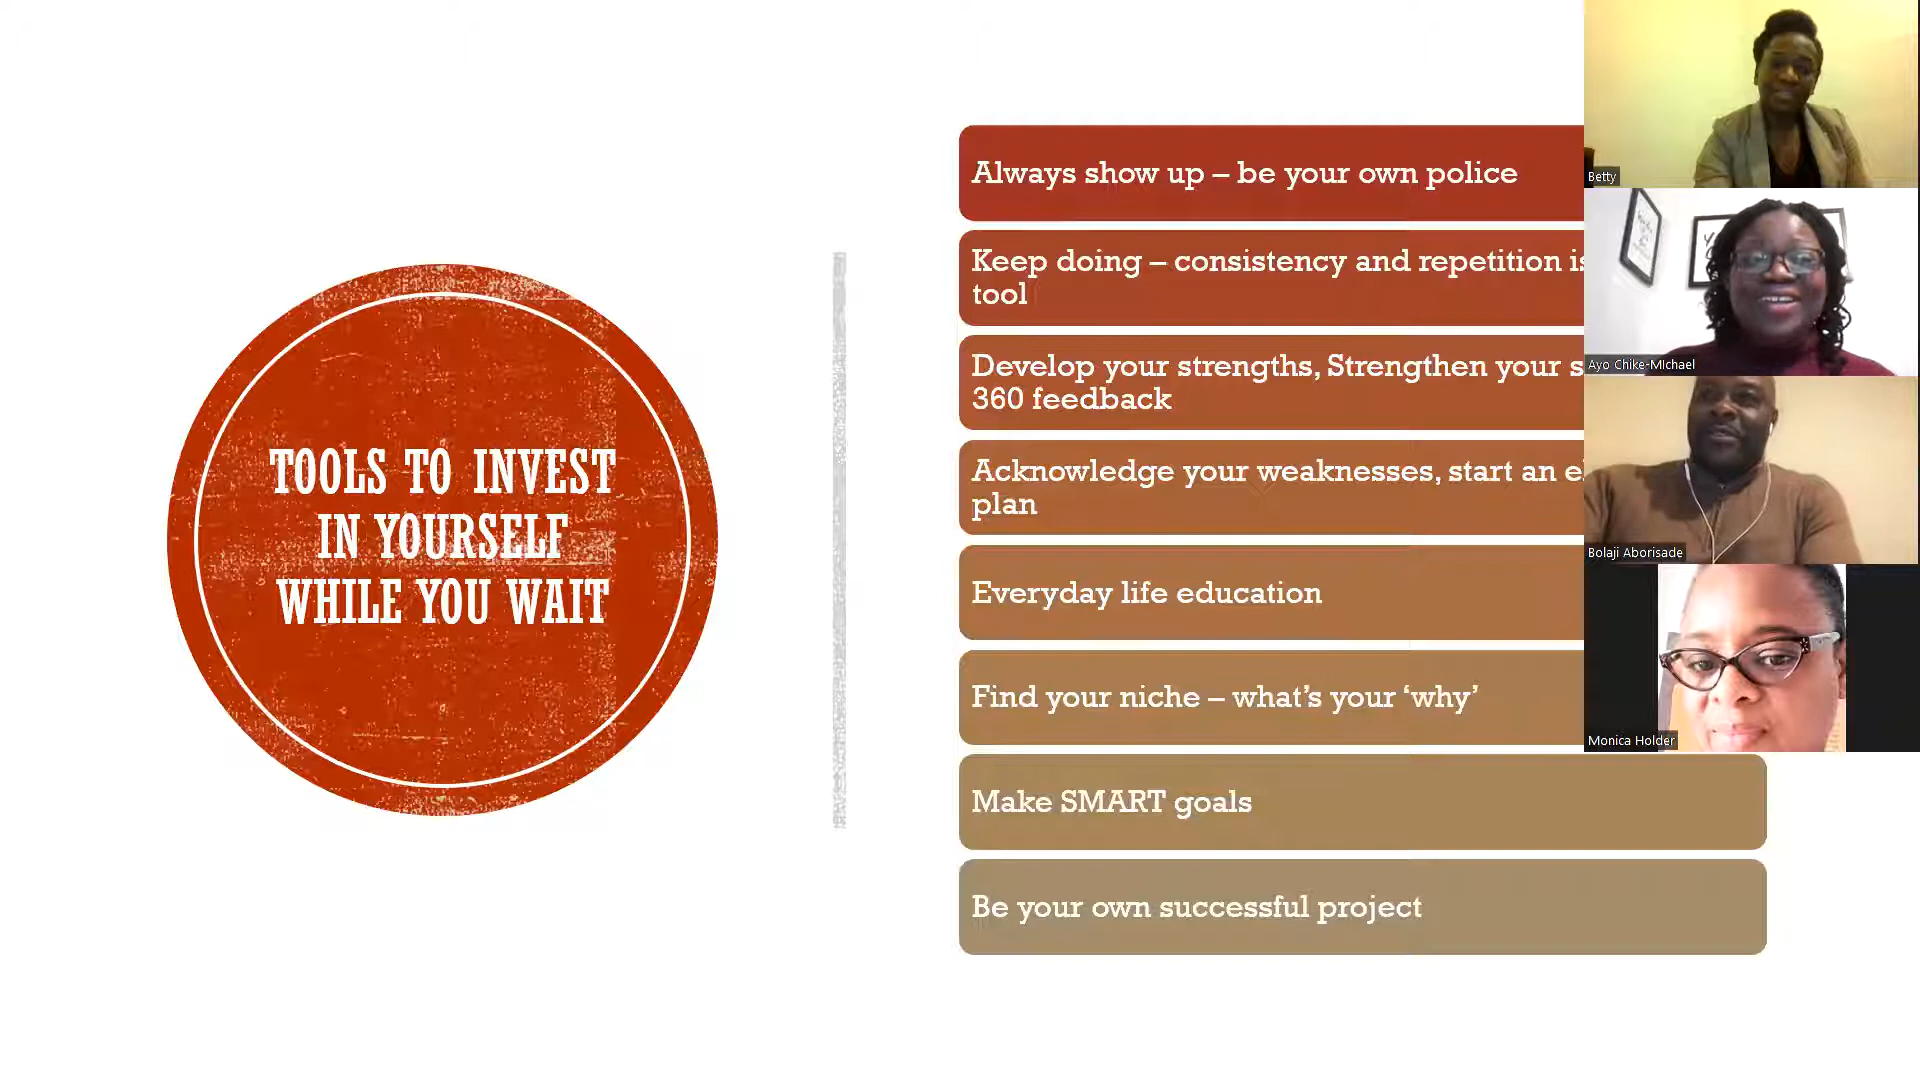 TOOLS TO INVEST
IN YOURSELF
WHILE YOU WAIT
Always show up – be your own police
Keep doing – consistency and repetition is
tool
Develop your strengths, Strengthen your
360 feedback
Acknowledge your weaknesses, start an
plan
Everyday life education
Find your niche – what’s your ‘why’
Make SMART goals
Be your own successful project
Betty
Ayo Chike-Michael
Bolaji Aborisade
Monica Holder